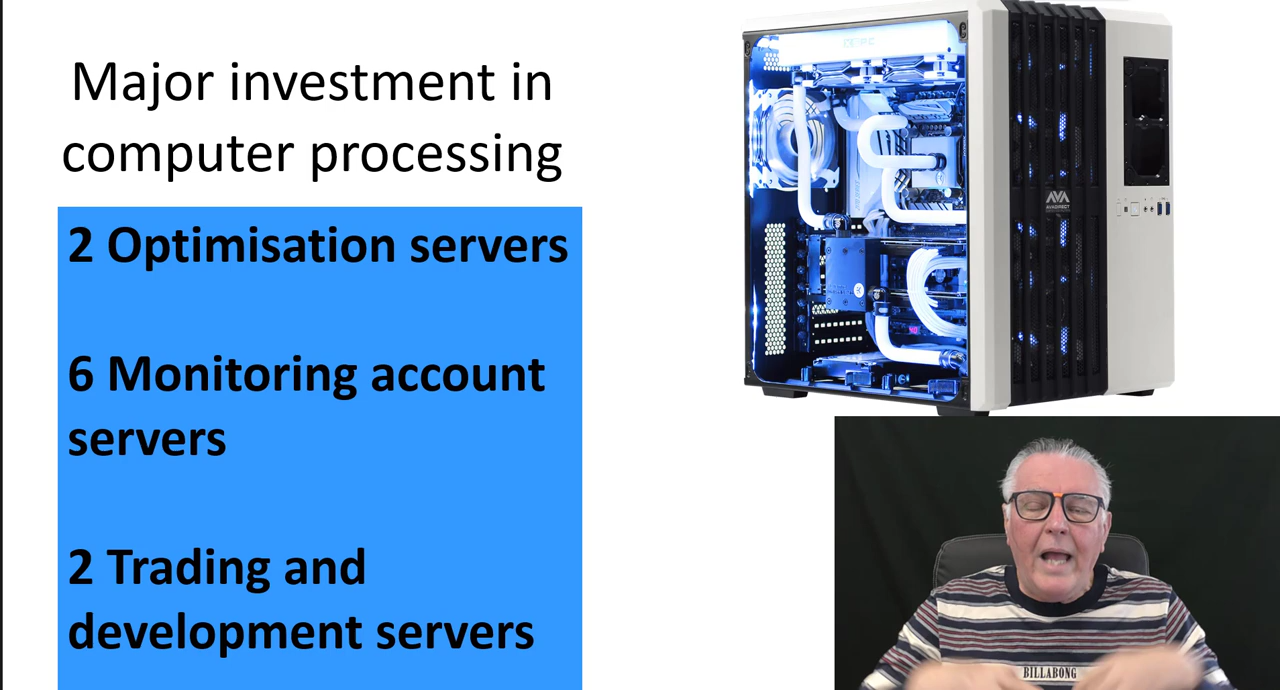 Major investment in
computer processing
2 Optimisation servers
6 Monitoring account
servers
2 Trading and
development servers
AVA
AVADIRECT
BILLABONG